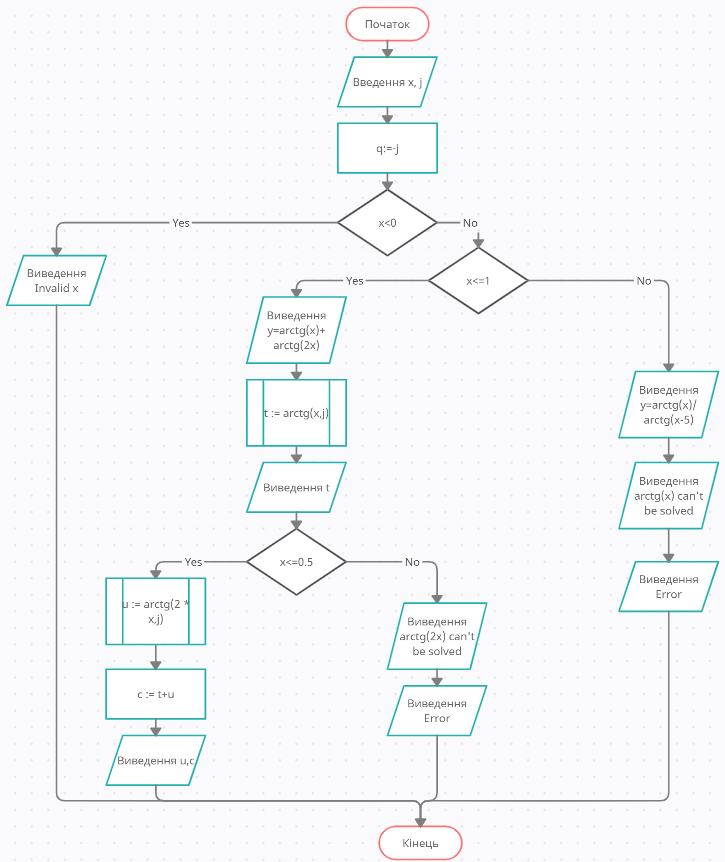 Початок
Введення x, j
q:=-j
x<0
Yes
No
Виведення
Invalid x
x<=1
Yes
No
Виведення
y=arctg(x)+
arctg(2x)
t := arctg(x,j)
Виведення t
x<=0.5
Yes
No
u := arctg(2 *
x,j)
c := t+u
Виведення u,c
Виведення
arctg(2x) can't
be solved
Виведення
Error
Виведення
y=arctg(x)/
arctg(x-5)
Виведення
arctg(x) can't
be solved
Виведення
Error
Кінець